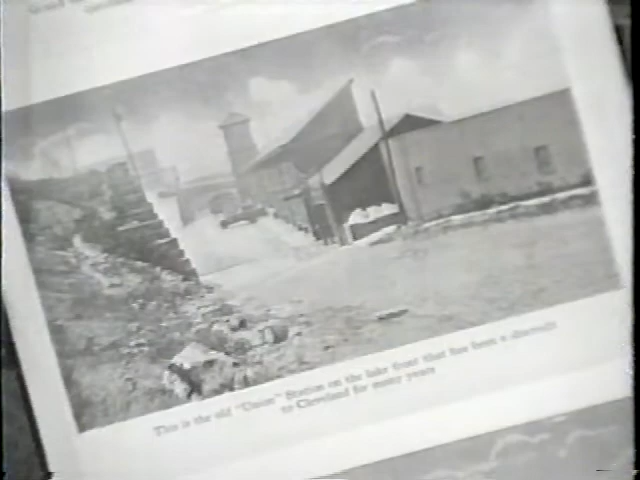 This is the old "Union" Station on the lake front that has been a discredit
to Cleveland for many years